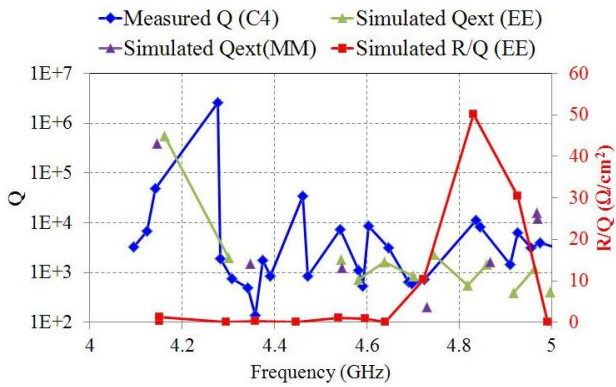 Measured Q (C4) Simulated Qext (EE)
Simulated Qext(MM) Simulated R/Q (EE)
1E+7 60
1E+6 50
1E+5 40
1E+4 30
20
1E+3 10
1E+2 0
Q
R/Q (Ω/cm²)
4 4.2 4.4 4.6 4.8 5
Frequency (GHz)